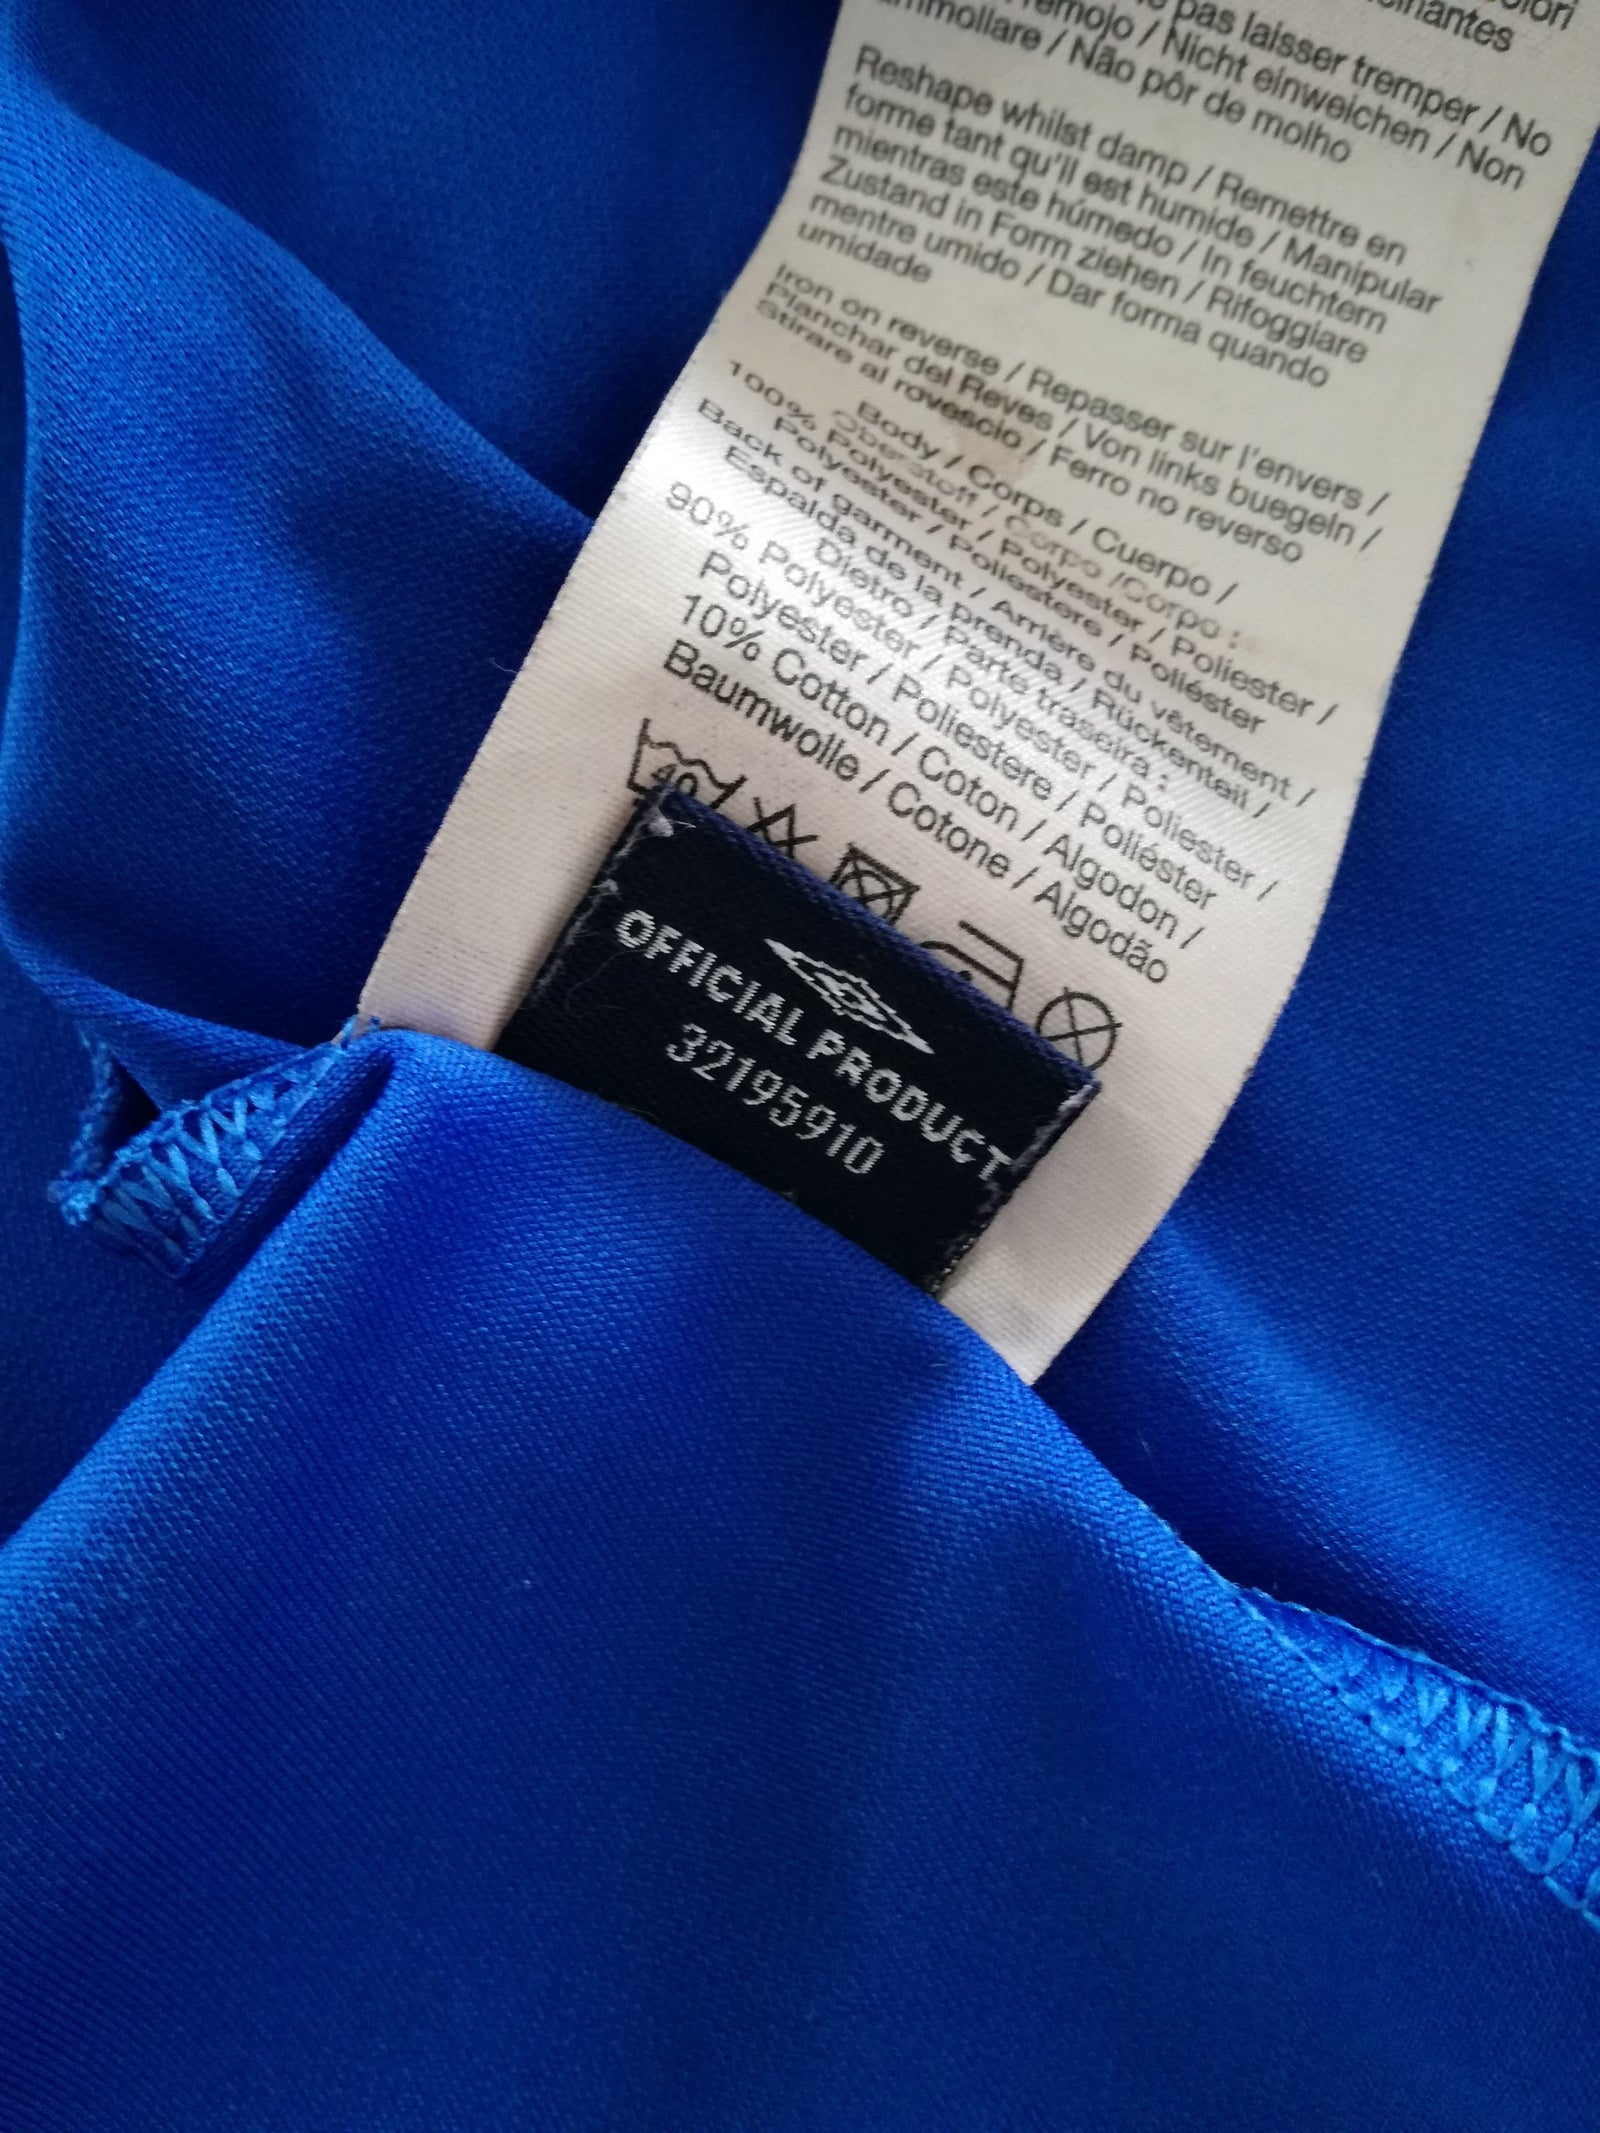 colori
pas laisser tremper / No
remojo / Nicht einweichen / Non
ammollare / Não pôr de molho
Reshape whilst damp / Remettre en
forme tant qu'il est humide / Manipular
mientras este húmedo / In feuchtem
Zustand in Form ziehen / Rifoggiare
mentre umido / Dar forma quando
umidade
Iron on reverse / Repasser sur l'envers /
Planchar del Reves / Von links buegeln /
Stirare al rovescio / Ferro no reverso
Body / Corps / Cuerpo /
Oberstoff / Corpo /Corpo :
100% Polyester / Polyester / Poliester /
Polyester / Poliestere / Poliéster
Back of garment / Arrière du vêtement /
Espalda de la prenda / Rückenteil /
Dietro / Parte traseira :
90% Polyester / Polyester / Poliester /
Polyester / Poliestere / Poliéster
10% Cotton / Coton / Algodon /
Baumwolle / Cotone / Algodão
40
OFFICIAL PRODUCT
32195910